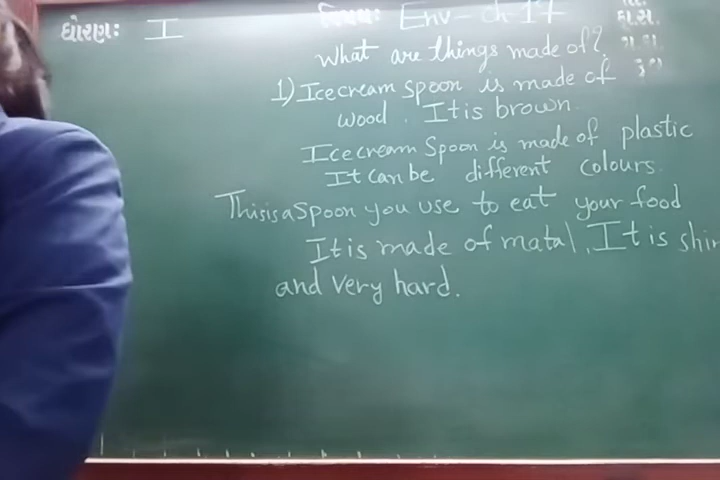 ધોરણઃ I
વિષયઃ Env - ch-17
What are things made of?
1) Icecream spoon is made of
wood. It is brown.
Icecream Spoon is made of plastic
It can be different colours.
This is a spoon you use to eat your food
It is made of matal, It is shin
and very hard.